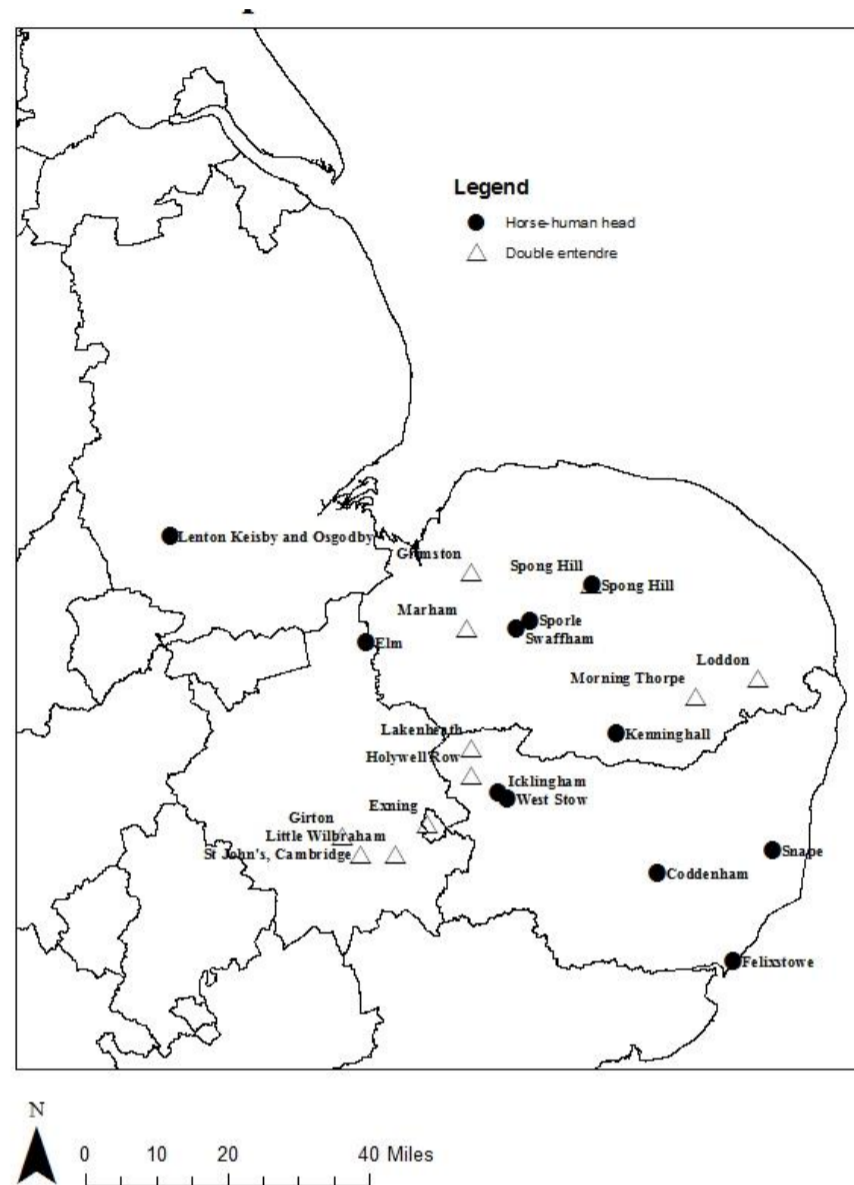 Legend
Horse-human head
Double entendre
Lenton Keisby and Osgodby
Grimston
Spong Hill
Spong Hill
Marham
Sporle
Swaffham
Elm
Loddon
Morning Thorpe
Lakenheath
Kenninghall
Holywell Row
Icklingham
West Stow
Exning
Girton
Little Wilbraham
St John's, Cambridge
Snape
Coddenham
Felixstowe
N
0 10 20 40 Miles